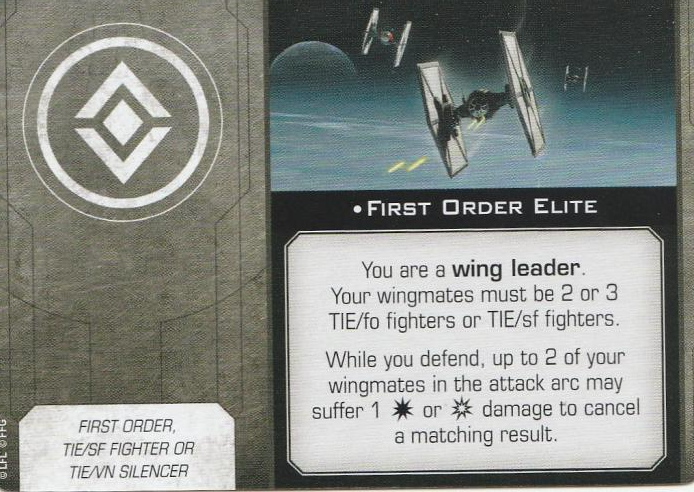 • FIRST ORDER ELITE
You are a wing leader.
Your wingmates must be 2 or 3
TIE/fo fighters or TIE/sf fighters.
While you defend, up to 2 of your
wingmates in the attack arc may
suffer 1 or damage to cancel
a matching result.
FIRST ORDER,
TIE/SF FIGHTER OR
TIE/VN SILENCER
©LFL ©FFG